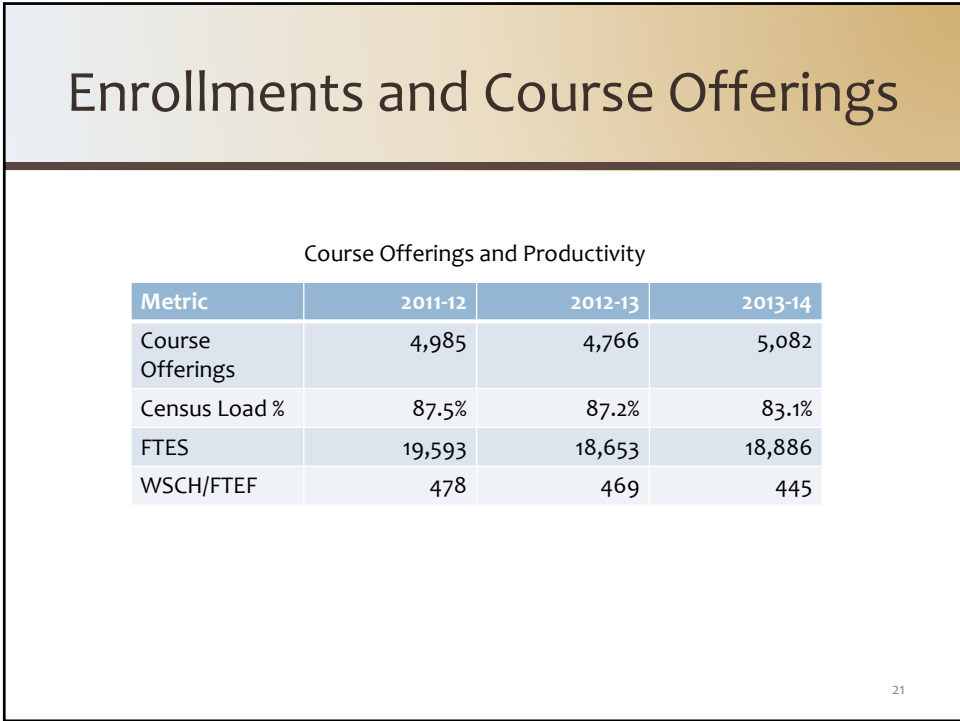 Enrollments and Course Offerings
Course Offerings and Productivity
Metric 2011-12 2012-13 2013-14
Course Offerings 4,985 4,766 5,082
Census Load % 87.5% 87.2% 83.1%
FTES 19,593 18,653 18,886
WSCH/FTEF 478 469 445
21